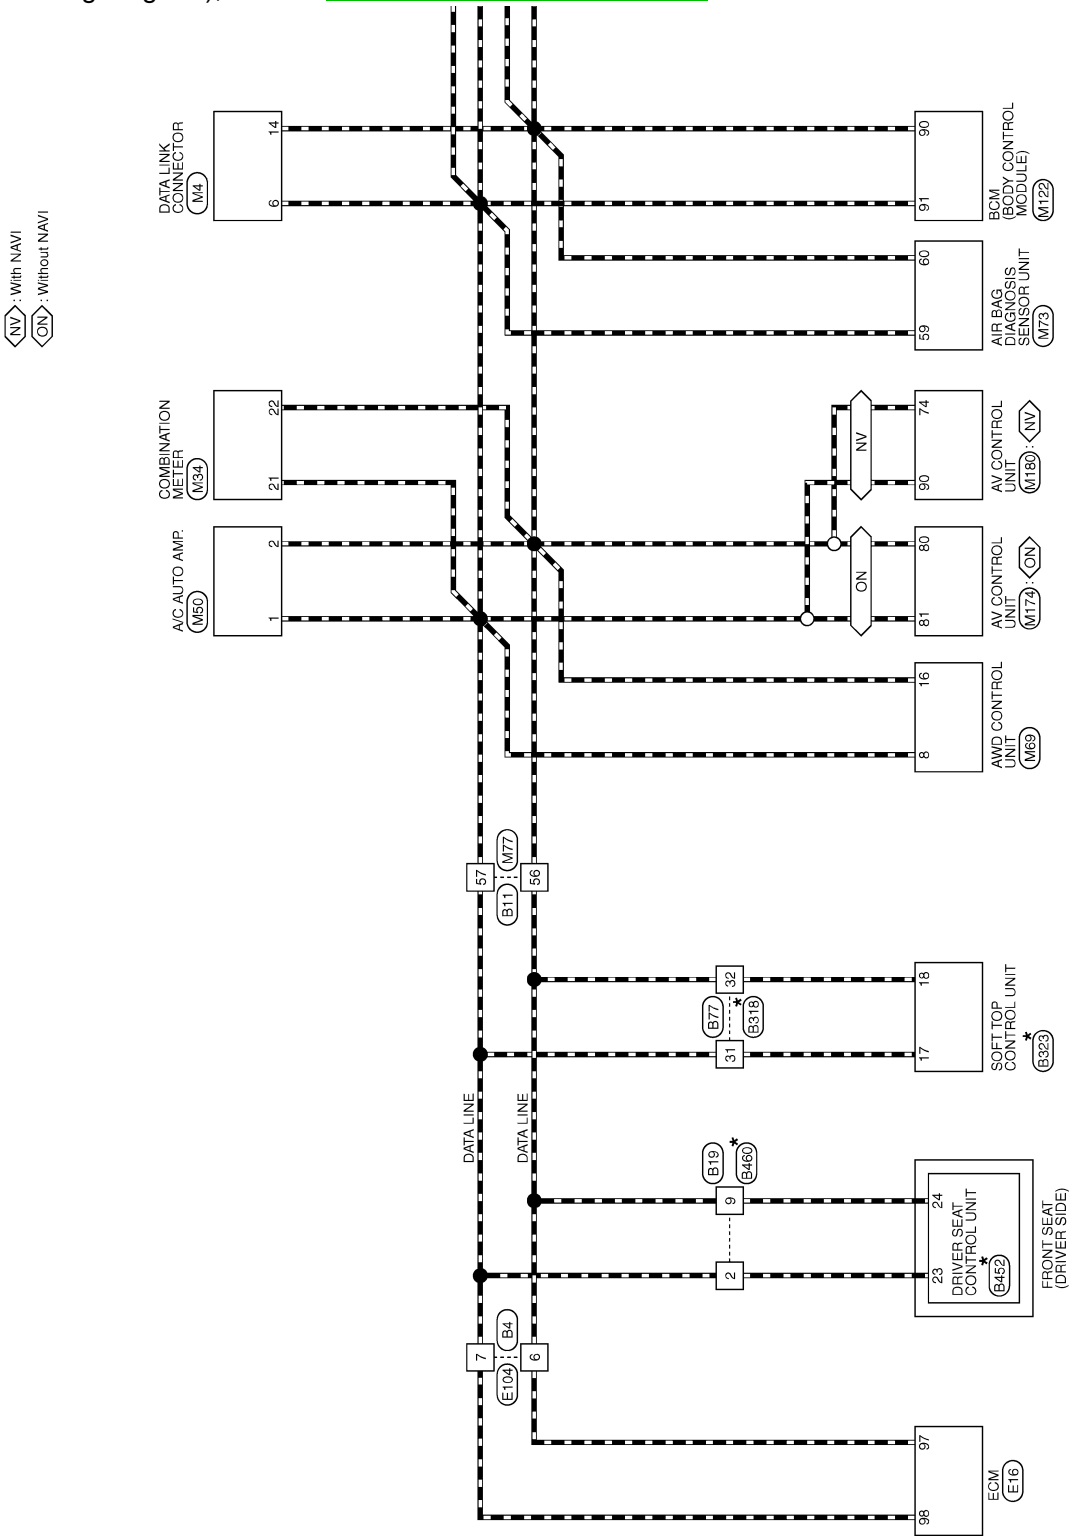 NV : With NAVI
ON : Without NAVI
DATA LINK
CONNECTOR
M4
6
14
COMBINATION
METER
M34
21
22
A/C AUTO AMP.
M50
1
2
91
90
BCM
(BODY CONTROL
MODULE)
M122
59
60
AIR BAG
DIAGNOSIS
SENSOR UNIT
M73
NV
90
74
AV CONTROL
UNIT
M180 : NV
ON
81
80
AV CONTROL
UNIT
M174 : ON
8
16
AWD CONTROL
UNIT
M69
57
B11 M77
56
DATA LINE
DATA LINE
31
32
B77
B318 *
17
18
SOFT TOP
CONTROL UNIT
B323 *
2
9
B19
B460 *
23
24
DRIVER SEAT
CONTROL UNIT
B452 *
FRONT SEAT
(DRIVER SIDE)
7
E104 B4
6
98
97
ECM
E16